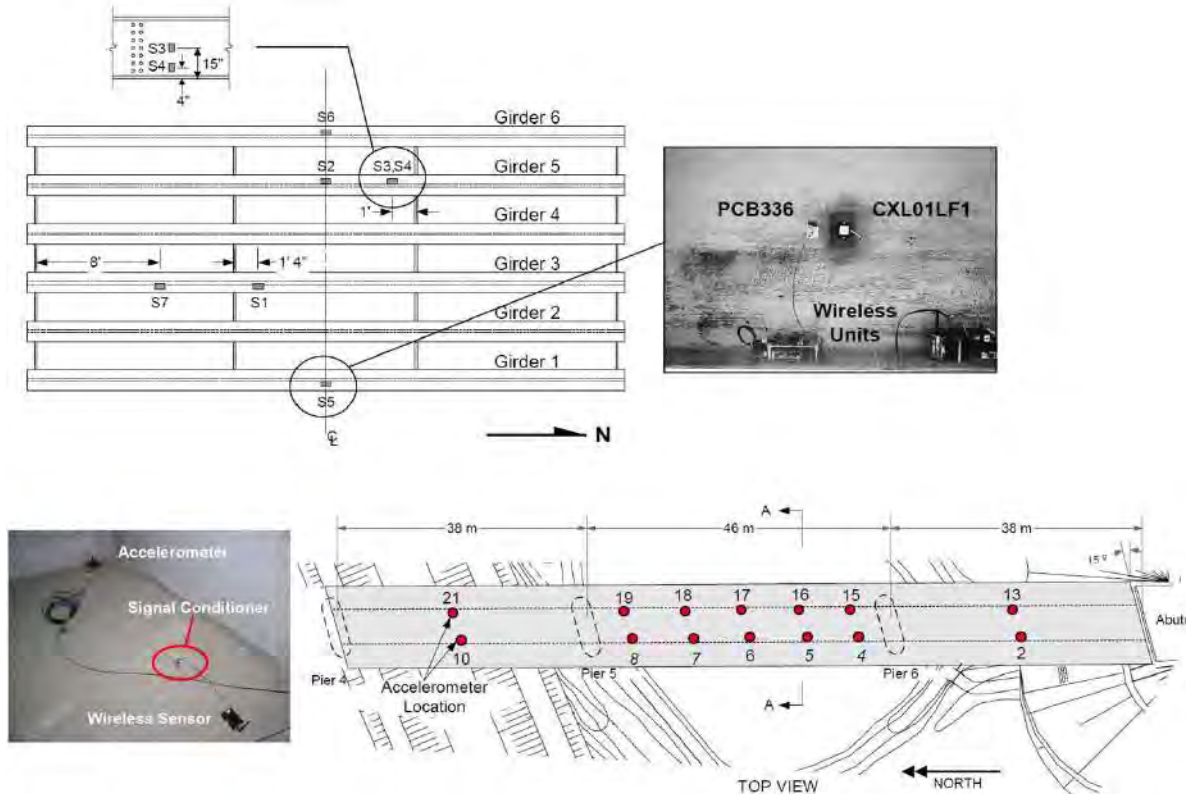 S3
S4
15"
4"
S6
Girder 6
S2
S3,S4
Girder 5
1'
Girder 4
8'
1' 4"
Girder 3
S7
S1
Girder 2
Girder 1
S5
N
℄
PCB336
CXL01LF1
Wireless
Units
Accelerometer
Signal Conditioner
Wireless Sensor
A
38 m
46 m
38 m
15°
21
19
18
17
16
15
13
Abut
10
8
7
6
5
4
2
Pier 4
Accelerometer
Location
Pier 5
Pier 6
A
TOP VIEW
NORTH